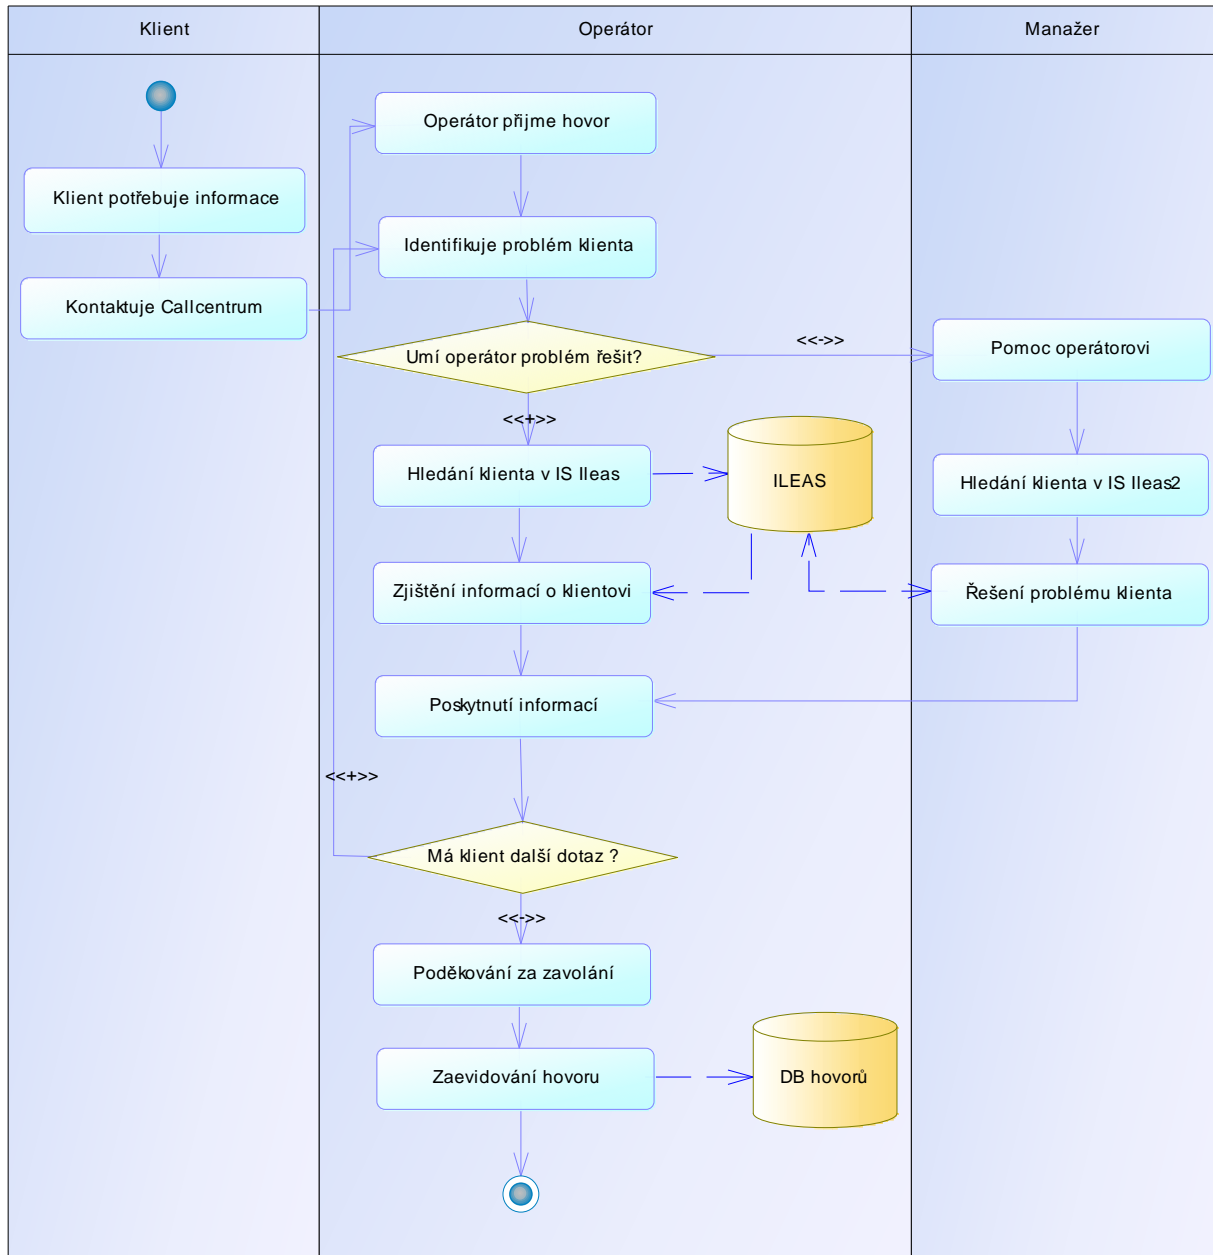 Klient
Operátor
Manažer
Operátor přijme hovor
Klient potřebuje informace
Identifikuje problém klienta
Kontaktuje Callcentrum
Umí operátor problém řešit?
<<->>
Pomoc operátorovi
<<+>>
Hledání klienta v IS Ileas
ILEAS
Hledání klienta v IS Ileas2
Zjištění informací o klientovi
Řešení problému klienta
Poskytnutí informací
<<+>>
Má klient další dotaz ?
<<->>
Poděkování za zavolání
Zaevidování hovoru
DB hovorů